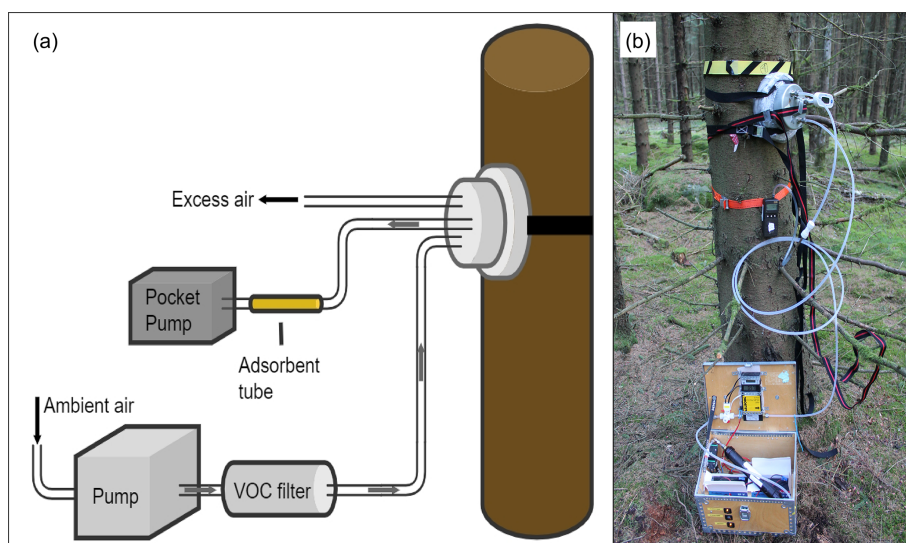 (a)
(b)
Excess air
Pocket
Pump
Adsorbent
tube
Ambient air
Pump
VOC filter